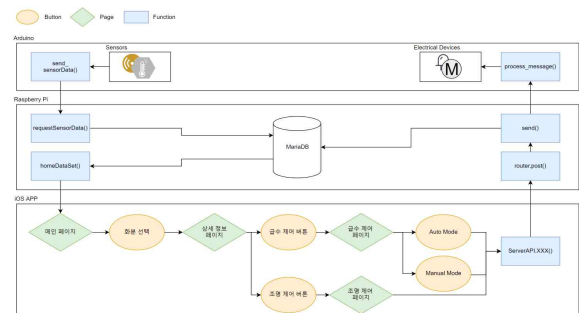 Button
Page
Function
Arduino
send_
sensorData()
Sensors
Electrical Devices
M
process_message()
Raspberry Pi
requestSensorData()
MariaDB
send()
homeDataSet()
router.post()
iOS APP
메인 페이지
화분 선택
상세 정보
페이지
급수 제어 버튼
급수 제어
페이지
Auto Mode
Manual Mode
ServerAPI.XXX()
조명 제어 버튼
조명 제어
페이지